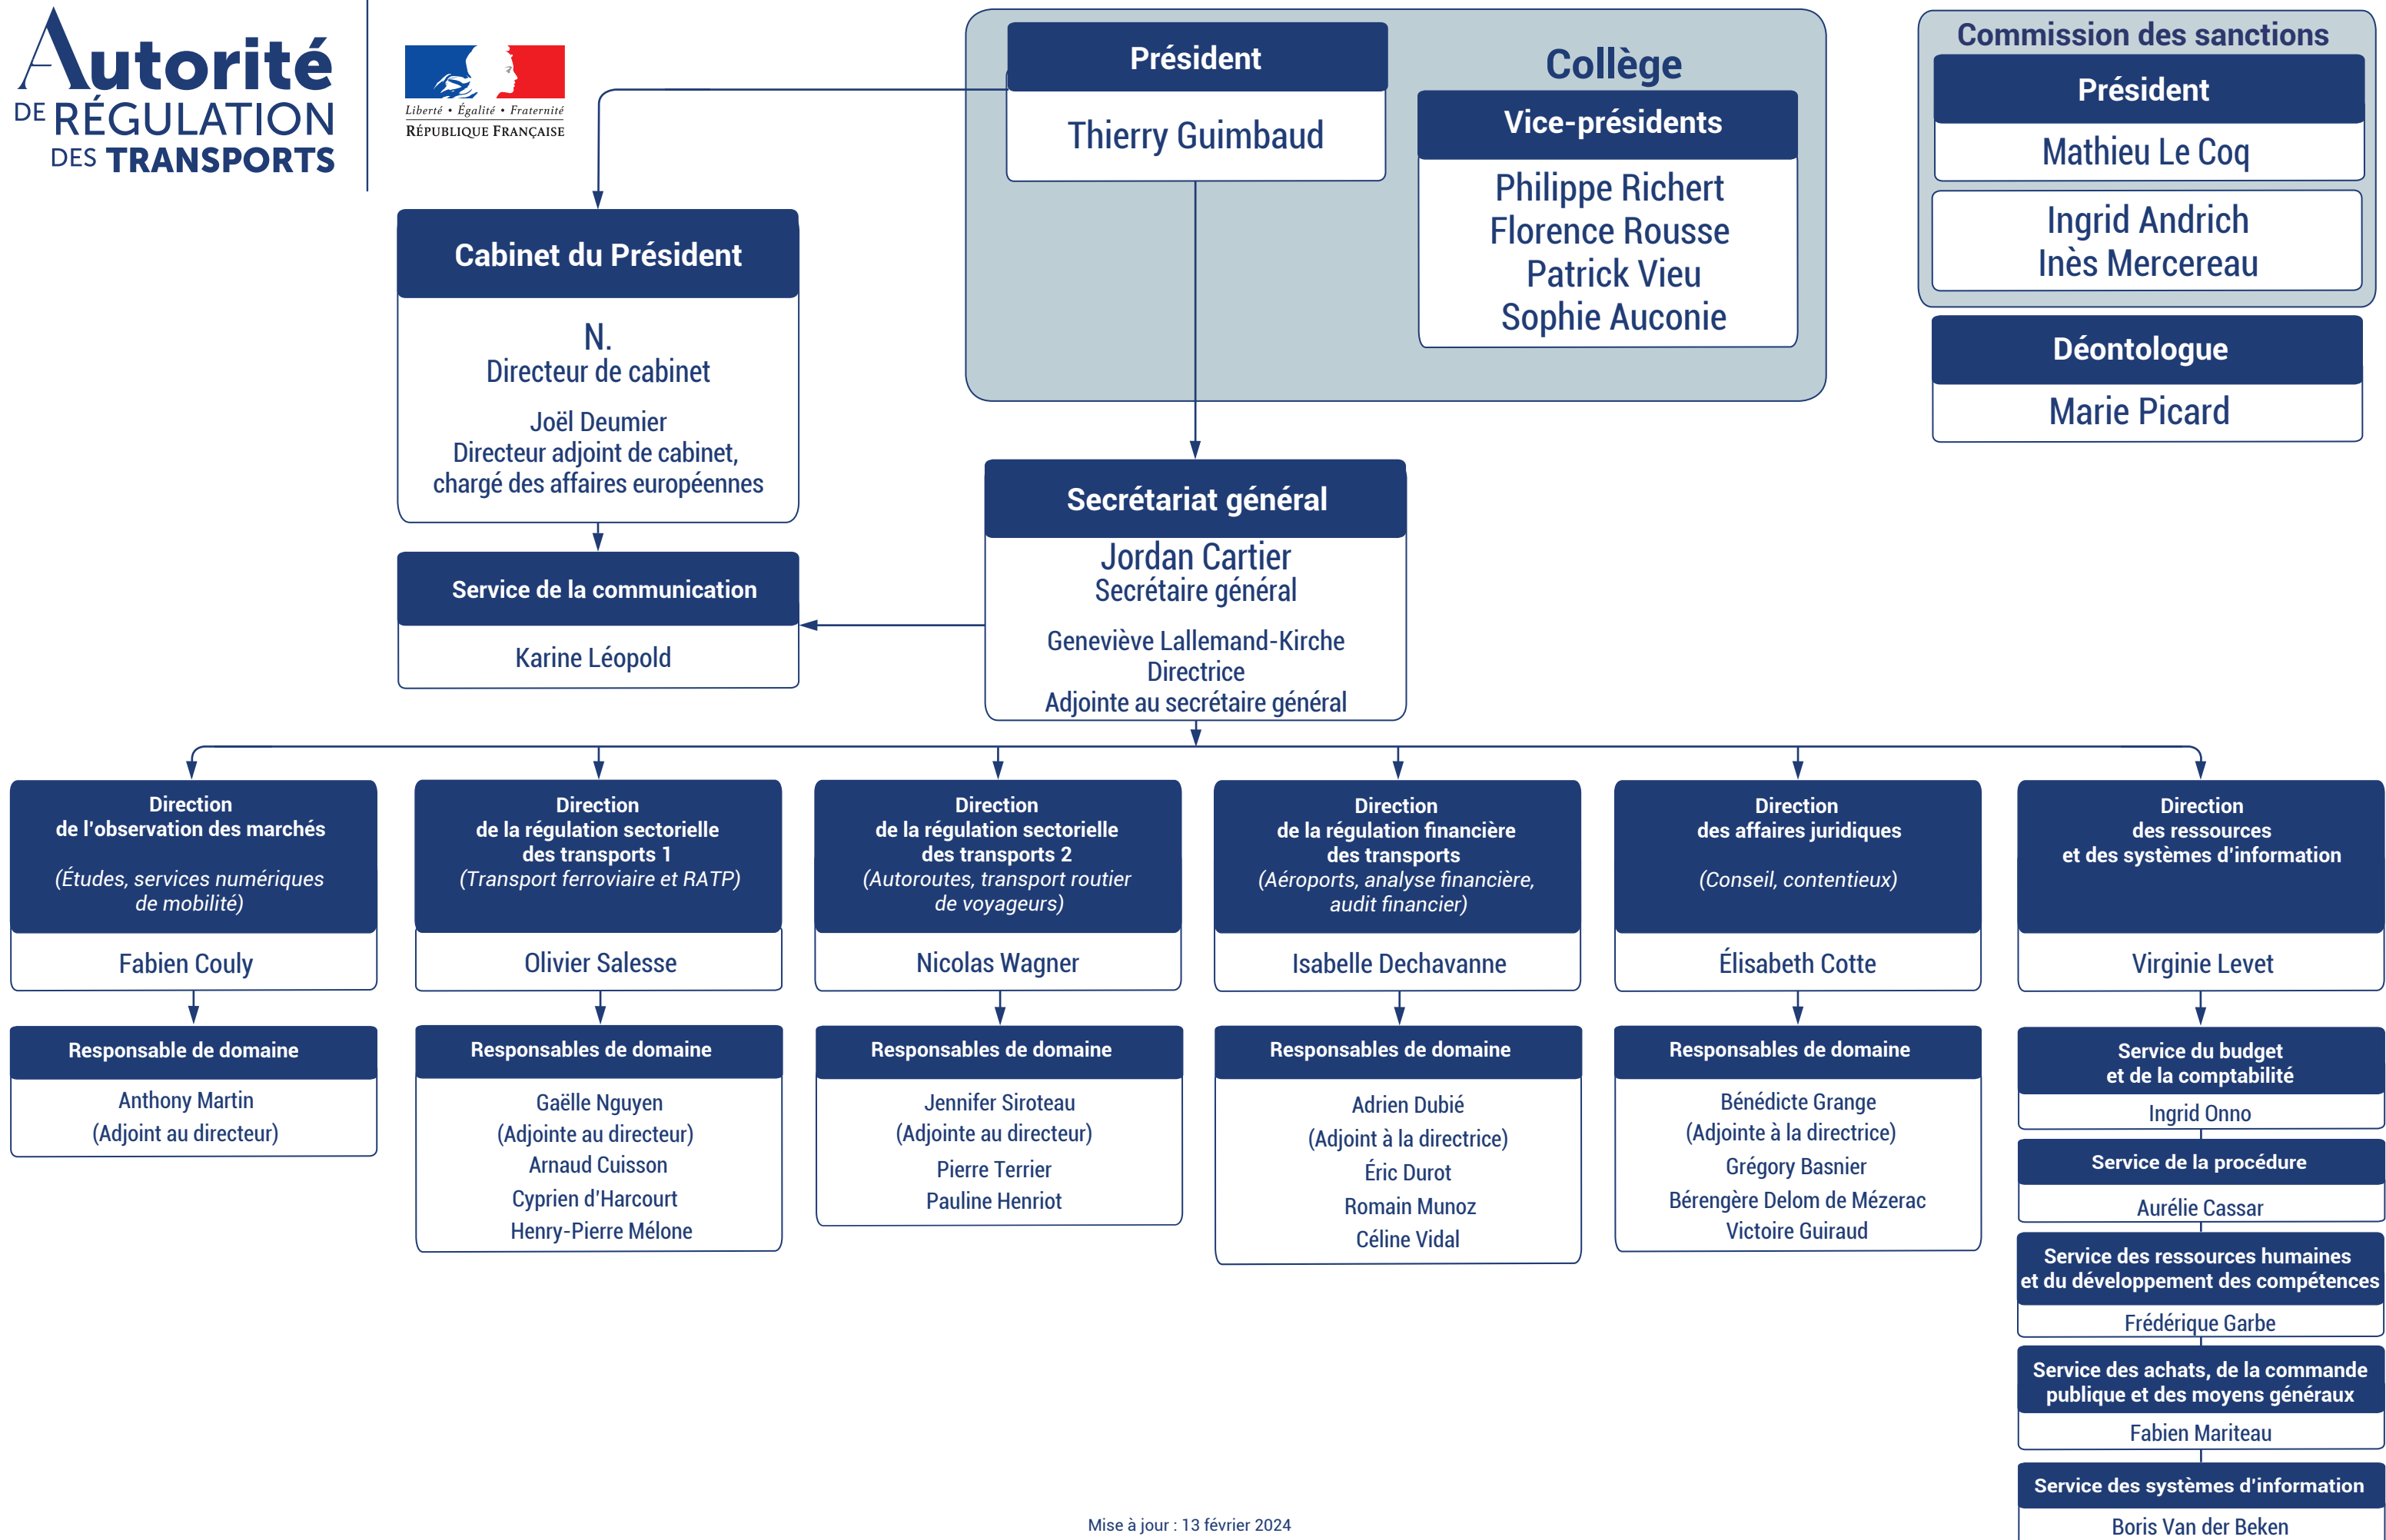 Autorité
DE RÉGULATION
DES TRANSPORTS
Liberté • Égalité • Fraternité
RÉPUBLIQUE FRANÇAISE
Président
Thierry Guimbaud
Collège
Vice-présidents
Philippe Richert
Florence Rousse
Patrick Vieu
Sophie Auconie
Commission des sanctions
Président
Mathieu Le Coq
Ingrid Andrich
Inès Mercereau
Déontologue
Marie Picard
Cabinet du Président
N.
Directeur de cabinet
Joël Deumier
Directeur adjoint de cabinet,
chargé des affaires européennes
Service de la communication
Karine Léopold
Secrétariat général
Jordan Cartier
Secrétaire général
Geneviève Lallemand-Kirche
Directrice
Adjointe au secrétaire général
Direction
de l'observation des marchés
(Études, services numériques
de mobilité)
Fabien Couly
Responsable de domaine
Anthony Martin
(Adjoint au directeur)
Direction
de la régulation sectorielle
des transports 1
(Transport ferroviaire et RATP)
Olivier Salesse
Responsables de domaine
Gaëlle Nguyen
(Adjointe au directeur)
Arnaud Cuisson
Cyprien d'Harcourt
Henry-Pierre Mélone
Direction
de la régulation sectorielle
des transports 2
(Autoroutes, transport routier
de voyageurs)
Nicolas Wagner
Responsables de domaine
Jennifer Siroteau
(Adjointe au directeur)
Pierre Terrier
Pauline Henriot
Direction
de la régulation financière
des transports
(Aéroports, analyse financière,
audit financier)
Isabelle Dechavanne
Responsables de domaine
Adrien Dubié
(Adjoint à la directrice)
Éric Durot
Romain Munoz
Céline Vidal
Direction
des affaires juridiques
(Conseil, contentieux)
Élisabeth Cotte
Responsables de domaine
Bénédicte Grange
(Adjointe à la directrice)
Grégory Basnier
Bérengère Delom de Mézerac
Victoire Guiraud
Direction
des ressources
et des systèmes d'information
Virginie Levet
Service du budget
et de la comptabilité
Ingrid Onno
Service de la procédure
Aurélie Cassar
Service des ressources humaines
et du développement des compétences
Frédérique Garbe
Service des achats, de la commande
publique et des moyens généraux
Fabien Mariteau
Service des systèmes d'information
Boris Van der Beken
Mise à jour : 13 février 2024